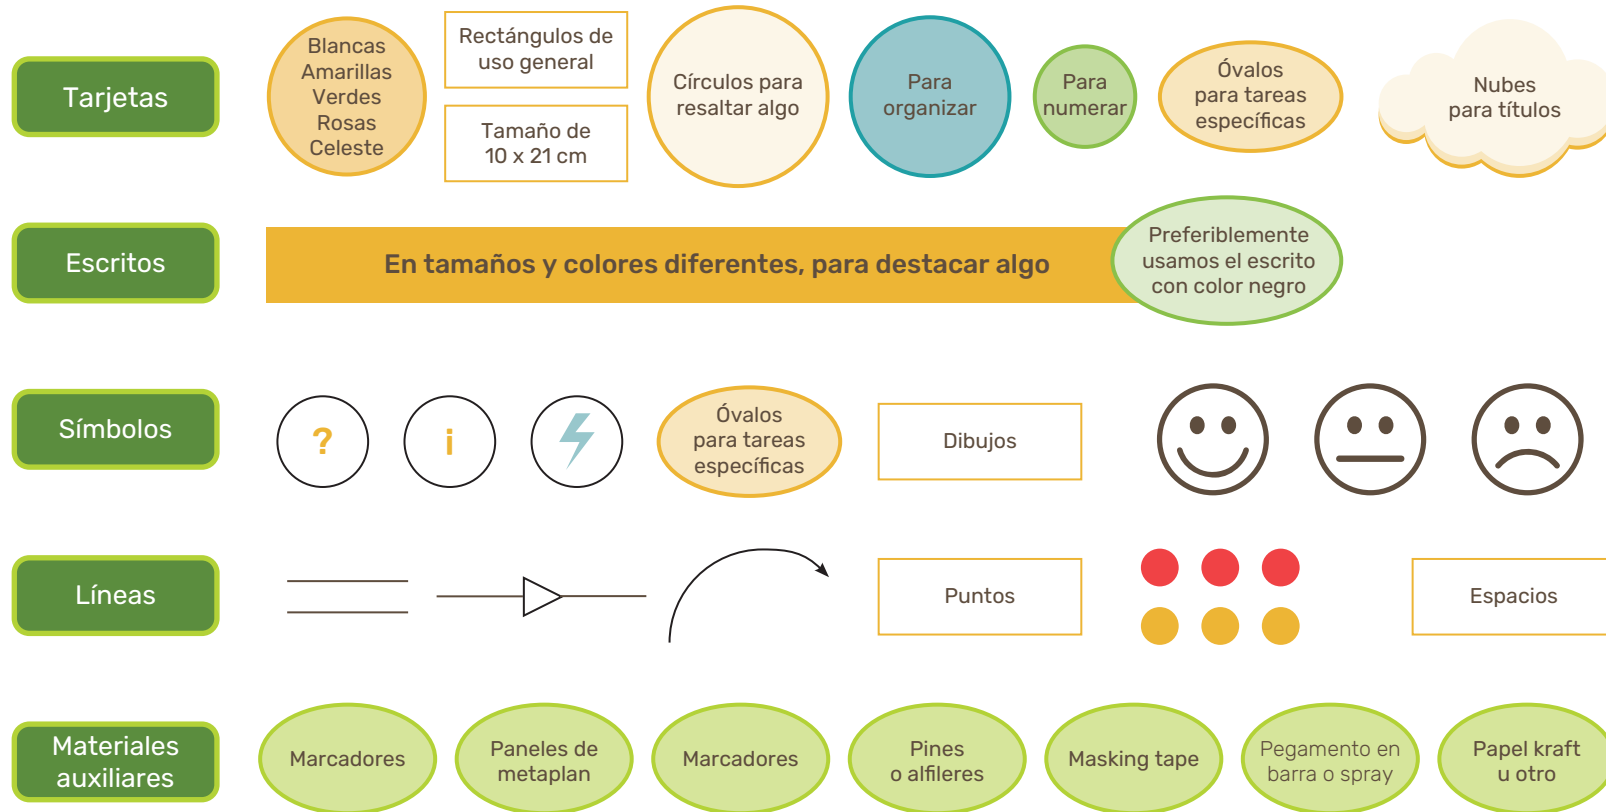 Tarjetas
Blancas
Amarillas
Verdes
Rosas
Celeste
Rectángulos de
uso general
Tamaño de
10 x 21 cm
Círculos para
resaltar algo
Para
organizar
Para
numerar
Óvalos
para tareas
específicas
Nubes
para títulos
Escritos
En tamaños y colores diferentes, para destacar algo
Preferiblemente
usamos el escrito
con color negro
Símbolos
?
i
Óvalos
para tareas
específicas
Dibujos
Líneas
Puntos
Espacios
Materiales
auxiliares
Marcadores
Paneles de
metaplan
Marcadores
Pines
o alfileres
Masking tape
Pegamento en
barra o spray
Papel kraft
u otro